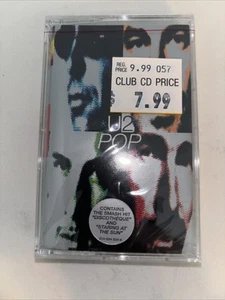 REG.
PRICE 9.99 057
CLUB CD PRICE
$ 7.99
U2
POP
CONTAINS
THE SMASH HIT
"DISCOTHEQUE"
AND
"STARING AT
THE SUN"